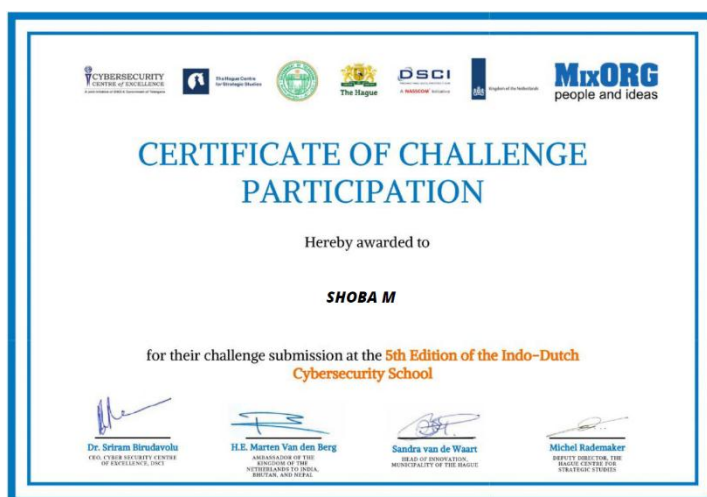 CYBERSECURITY
CENTRE of EXCELLENCE
The Hague Centre
for Strategic Studies
The Hague
DSCI
A NASSCOM Initiative
Kingdom of the Netherlands
MixORG
people and ideas
CERTIFICATE OF CHALLENGE
PARTICIPATION
Hereby awarded to
SHOBA M
for their challenge submission at the 5th Edition of the Indo-Dutch
Cybersecurity School
Dr. Sriram Birudavolu
CEO, CYBER SECURITY CENTRE
OF EXCELLENCE, DSCI
H.E. Marten Van den Berg
AMBASSADOR OF THE
KINGDOM OF THE
NETHERLANDS TO INDIA,
BHUTAN, AND NEPAL
Sandra van de Waart
HEAD OF INNOVATION,
MUNICIPALITY OF THE HAGUE
Michel Rademaker
DEPUTY DIRECTOR, THE
HAGUE CENTRE FOR
STRATEGIC STUDIES